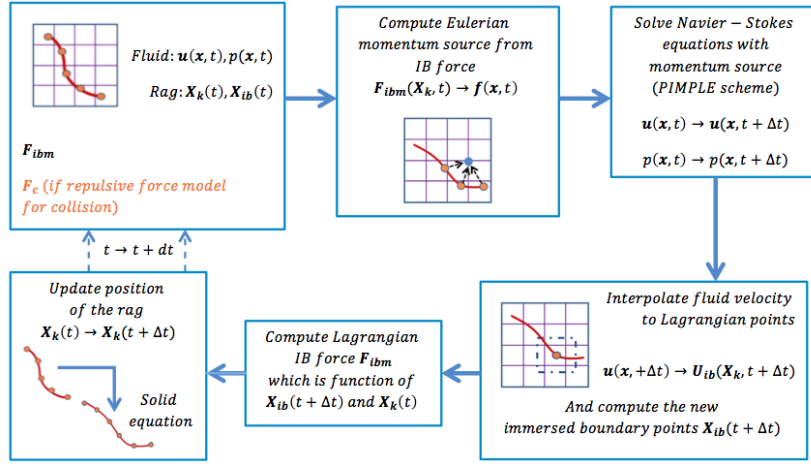 Fluid: u(x, t), p(x, t)
Rag: X_k(t), X_ib(t)
F_ibm
F_c (if repulsive force model
for collision)
Compute Eulerian
momentum source from
IB force
F_ibm(X_k, t) → f(x, t)
Solve Navier − Stokes
equations with
momentum source
(PIMPLE scheme)
u(x, t) → u(x, t + Δt)
p(x, t) → p(x, t + Δt)
Interpolate fluid velocity
to Lagrangian points
u(x, +Δt) → U_ib(X_k, t + Δt)
And compute the new
immersed boundary points X_ib(t + Δt)
Compute Lagrangian
IB force F_ibm
which is function of
X_ib(t + Δt) and X_k(t)
Update position
of the rag
X_k(t) → X_k(t + Δt)
Solid
equation
t → t + dt